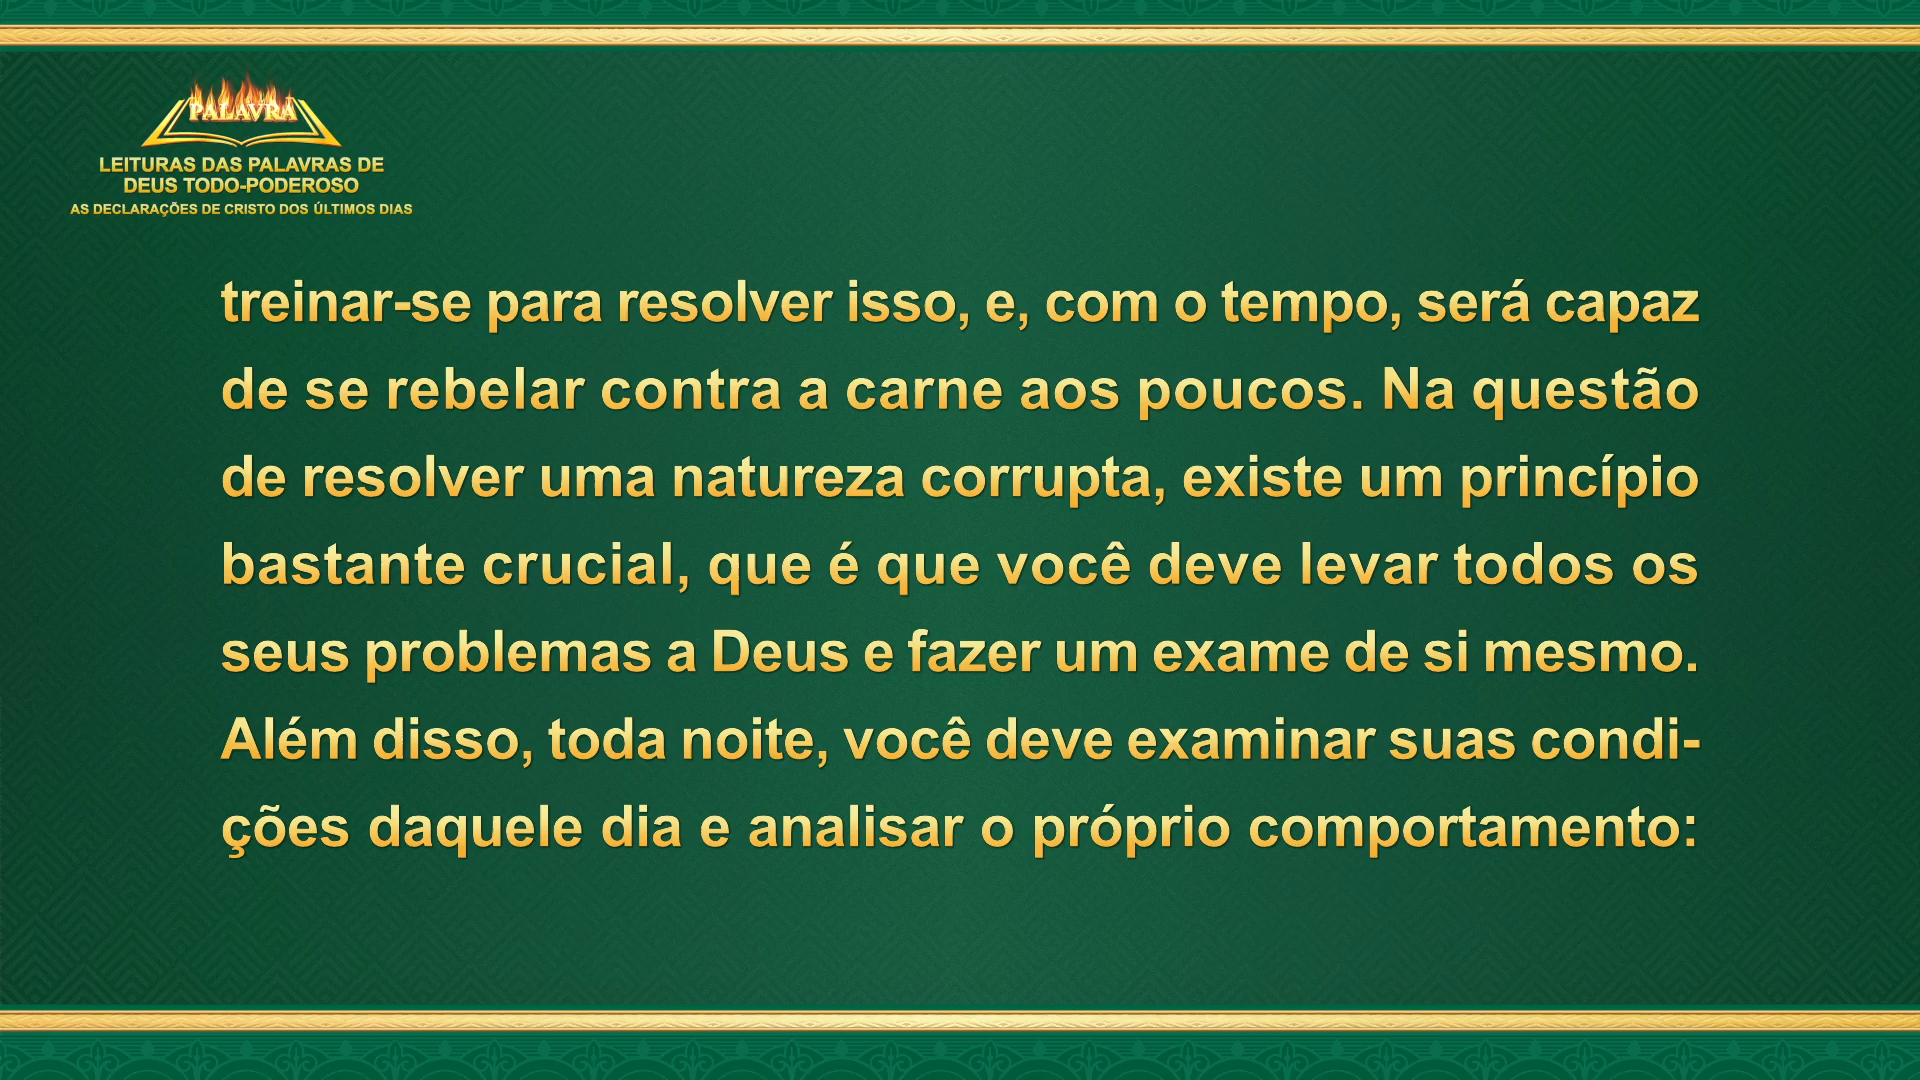 PALAVRA
LEITURAS DAS PALAVRAS DE
DEUS TODO-PODEROSO
AS DECLARAÇÕES DE CRISTO DOS ÚLTIMOS DIAS
treinar-se para resolver isso, e, com o tempo, será capaz
de se rebelar contra a carne aos poucos. Na questão
de resolver uma natureza corrupta, existe um princípio
bastante crucial, que é que você deve levar todos os
seus problemas a Deus e fazer um exame de si mesmo.
Além disso, toda noite, você deve examinar suas condi-
ções daquele dia e analisar o próprio comportamento: